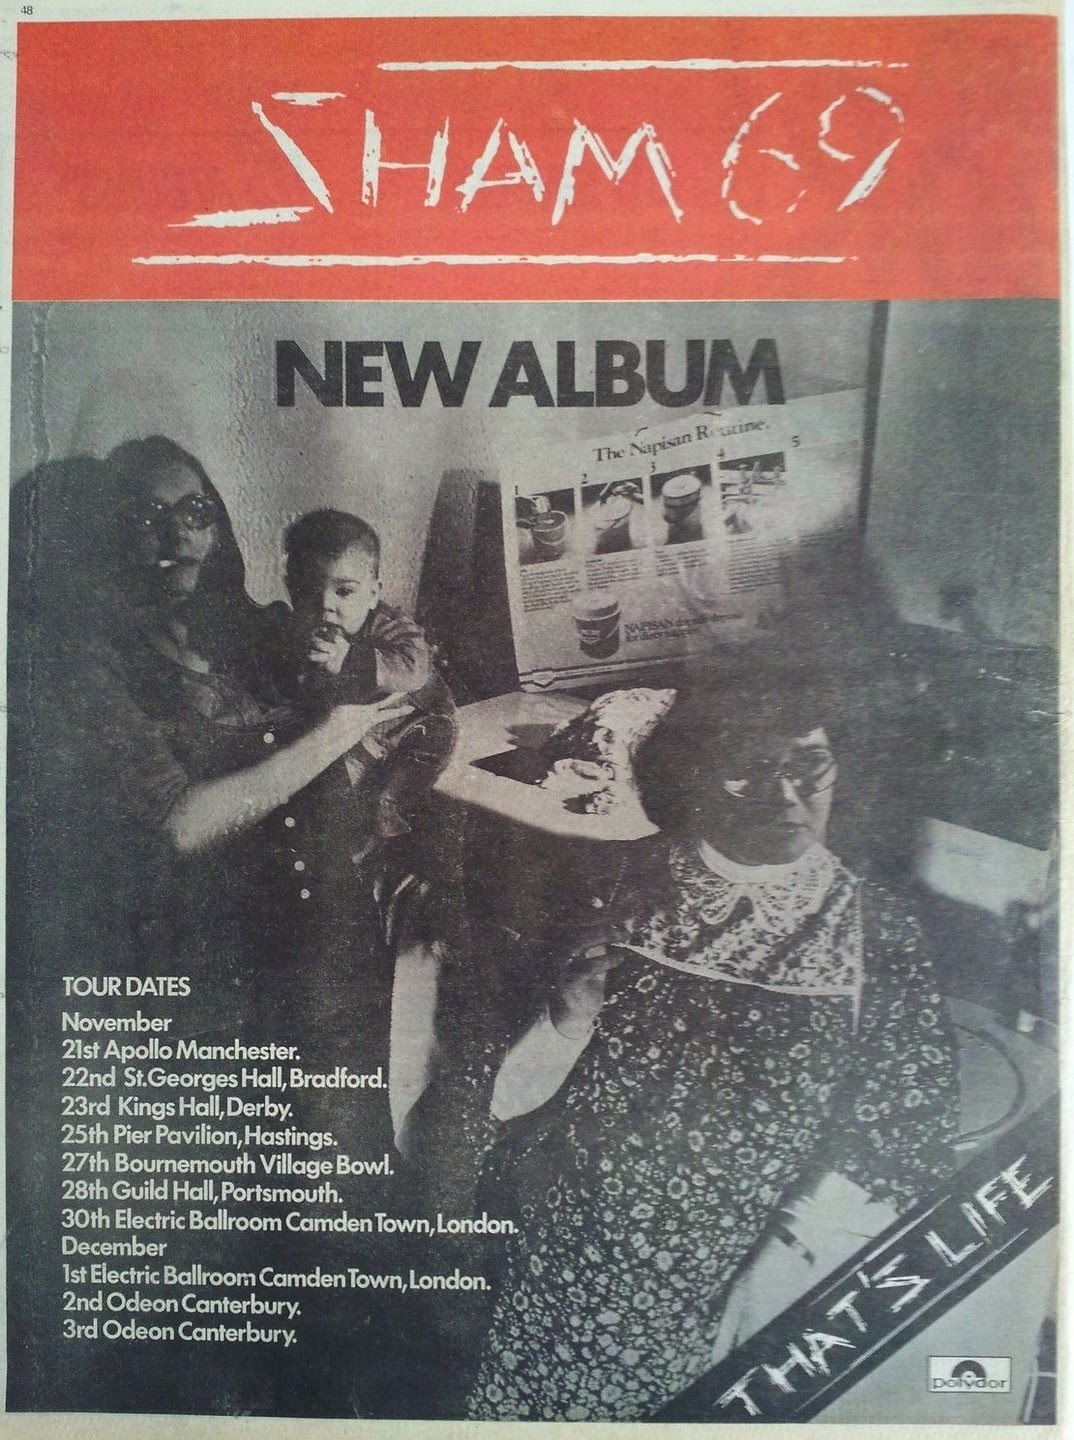 48
SHAM 69
NEW ALBUM
The Napisan Routine.
1 2 3 4 5
NAPISAN
for dirty nappies
TOUR DATES
November
21st Apollo Manchester.
22nd St.Georges Hall, Bradford.
23rd Kings Hall, Derby.
25th Pier Pavilion, Hastings.
27th Bournemouth Village Bowl.
28th Guild Hall, Portsmouth.
30th Electric Ballroom Camden Town, London.
December
1st Electric Ballroom Camden Town, London.
2nd Odeon Canterbury.
3rd Odeon Canterbury.
THAT'S LIFE
polydor